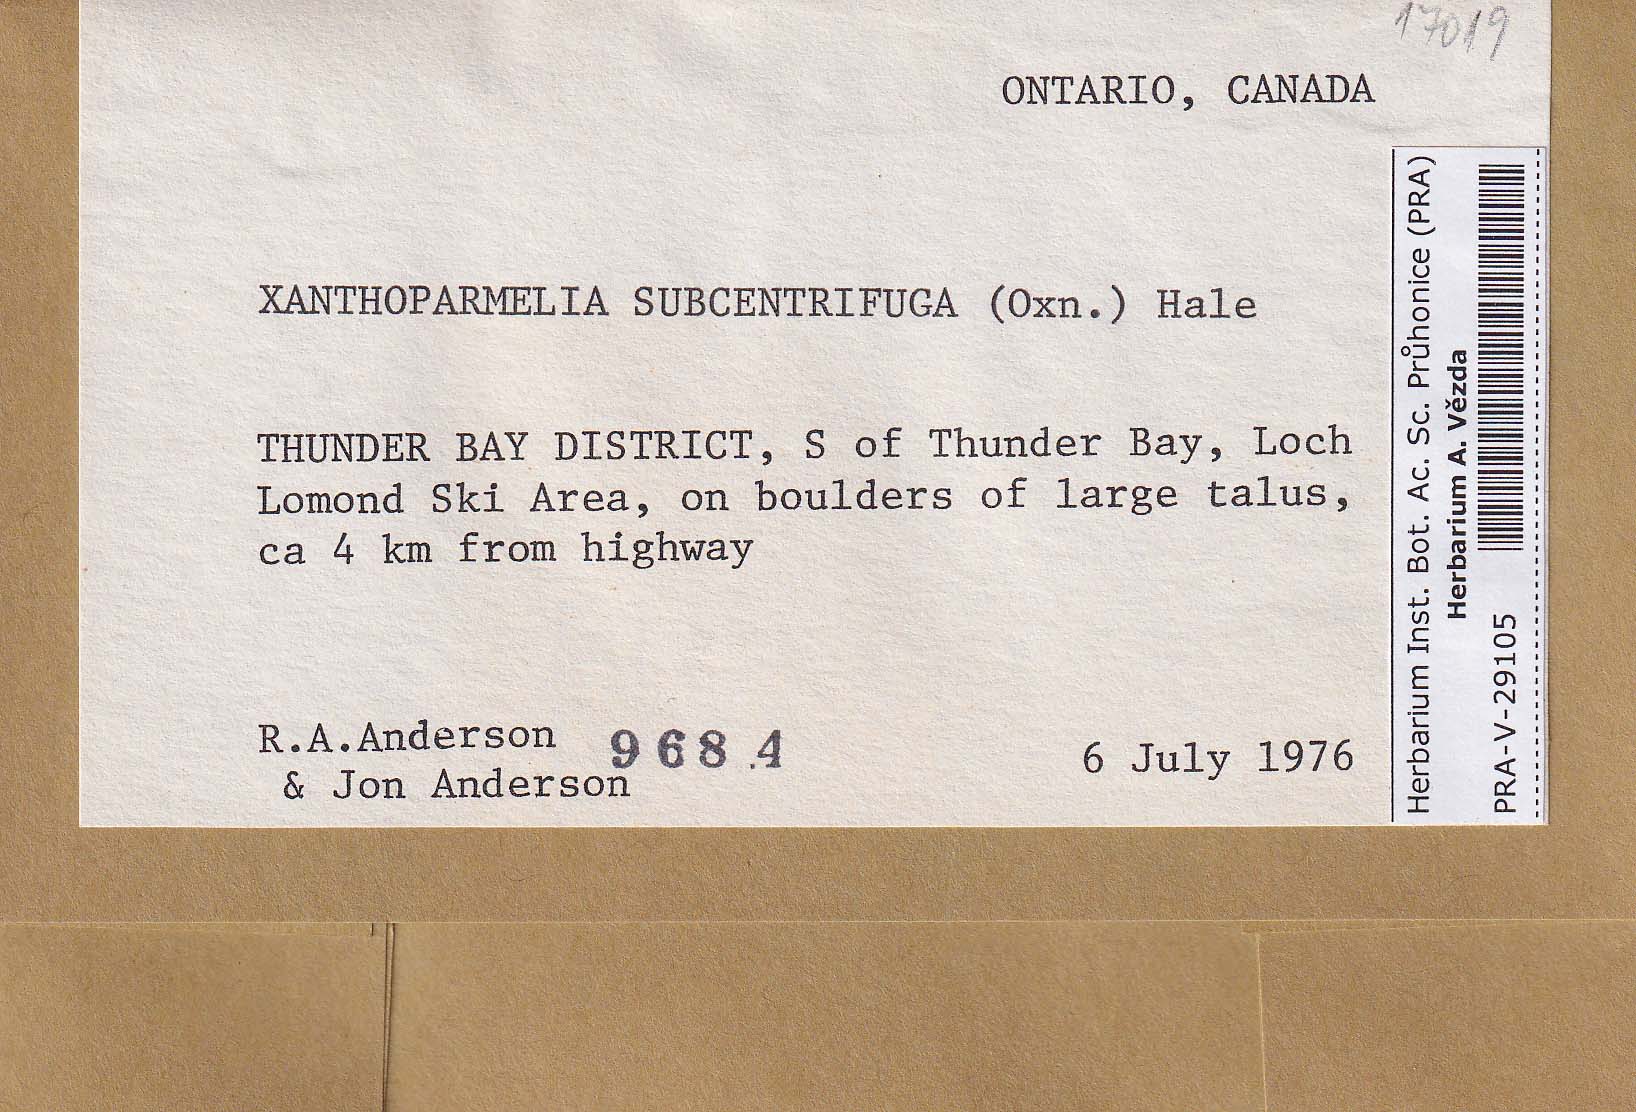 17019
ONTARIO, CANADA
XANTHOPARMELIA SUBCENTRIFUGA (Oxn.) Hale
THUNDER BAY DISTRICT, S of Thunder Bay, Loch
Lomond Ski Area, on boulders of large talus,
ca 4 km from highway
R.A.Anderson 9684
& Jon Anderson
6 July 1976
Herbarium Inst. Bot. Ac. Sc. Průhonice (PRA)
Herbarium A. Vězda
PRA-V-29105